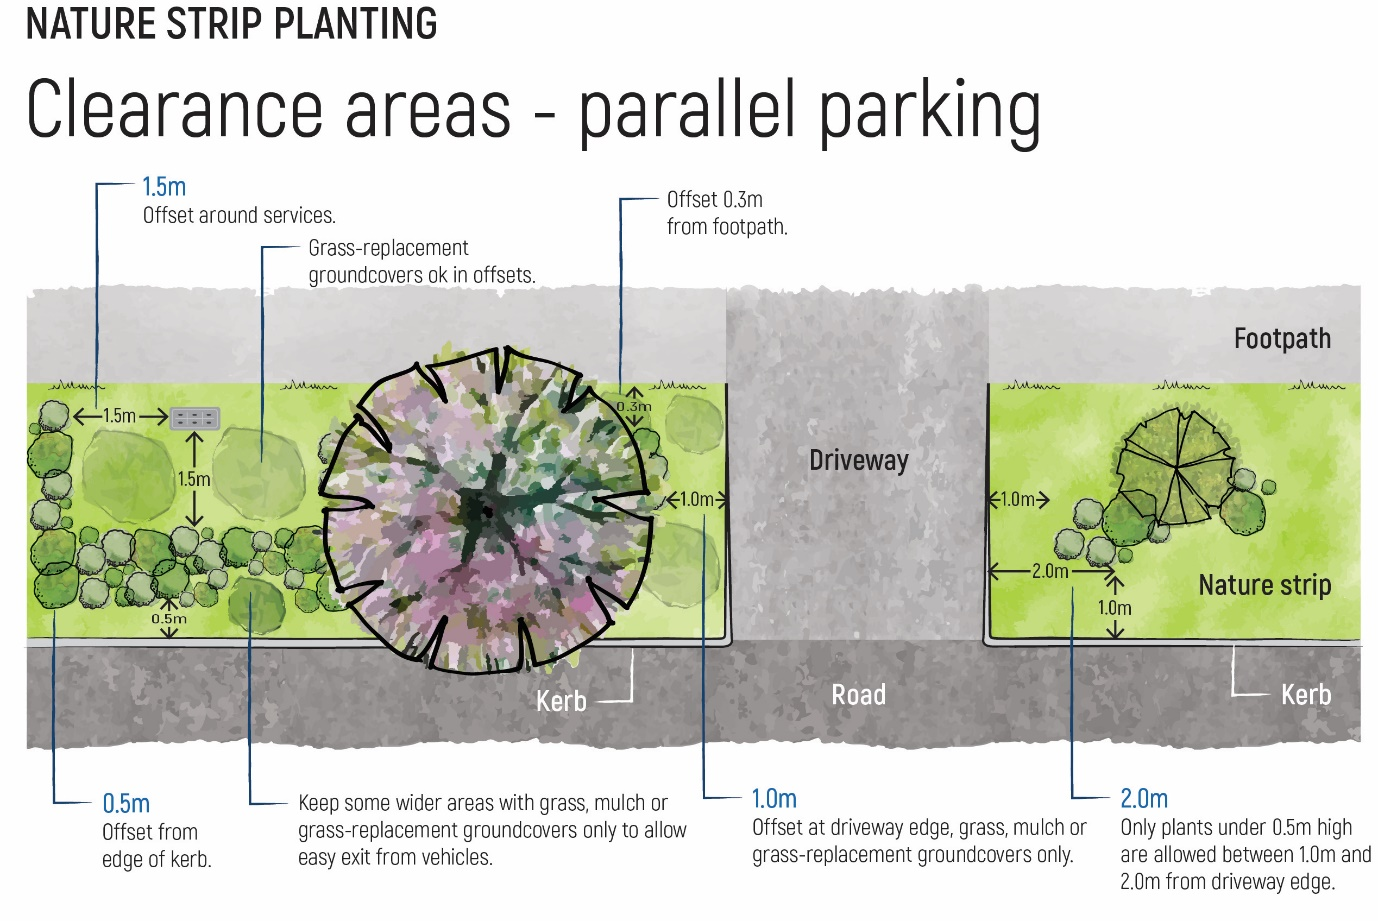 NATURE STRIP PLANTING
Clearance areas - parallel parking
1.5m
Offset around services.
Grass-replacement
groundcovers ok in offsets.
Offset 0.3m
from footpath.
Footpath
1.5m
0.3m
1.5m
1.0m
Driveway
1.0m
2.0m
1.0m
Nature strip
0.5m
Kerb
Road
Kerb
0.5m
Offset from
edge of kerb.
Keep some wider areas with grass, mulch or
grass-replacement groundcovers only to allow
easy exit from vehicles.
1.0m
Offset at driveway edge, grass, mulch or
grass-replacement groundcovers only.
2.0m
Only plants under 0.5m high
are allowed between 1.0m and
2.0m from driveway edge.